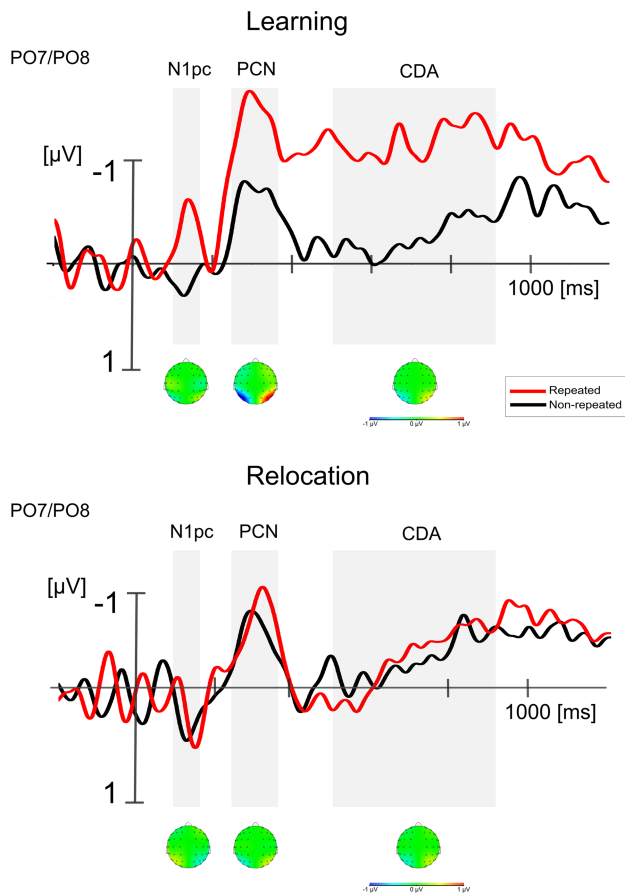 Learning
PO7/PO8
N1pc PCN CDA
[µV]
-1
1000 [ms]
1
Repeated
Non-repeated
-1 µV 0 µV 1 µV
Relocation
PO7/PO8
N1pc PCN CDA
[µV]
-1
1000 [ms]
1
-1 µV 0 µV 1 µV